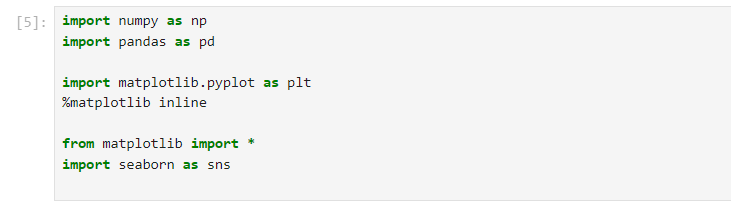 [5]: import numpy as np
import pandas as pd
import matplotlib.pyplot as plt
%matplotlib inline
from matplotlib import *
import seaborn as sns